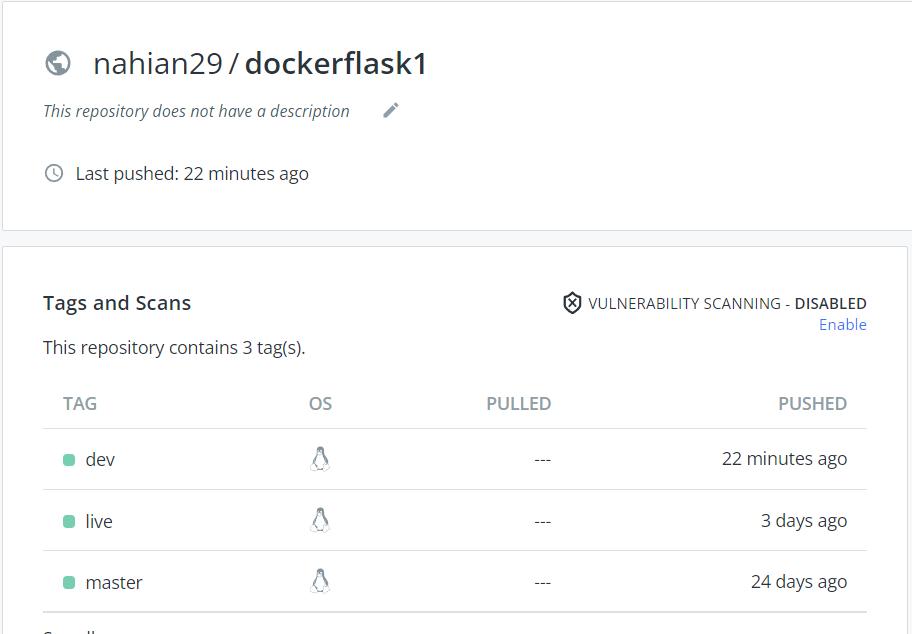 nahian29 / dockerflask1
This repository does not have a description
Last pushed: 22 minutes ago
Tags and Scans
VULNERABILITY SCANNING - DISABLED
Enable
This repository contains 3 tag(s).
TAG OS PULLED PUSHED
dev --- 22 minutes ago
live --- 3 days ago
master --- 24 days ago